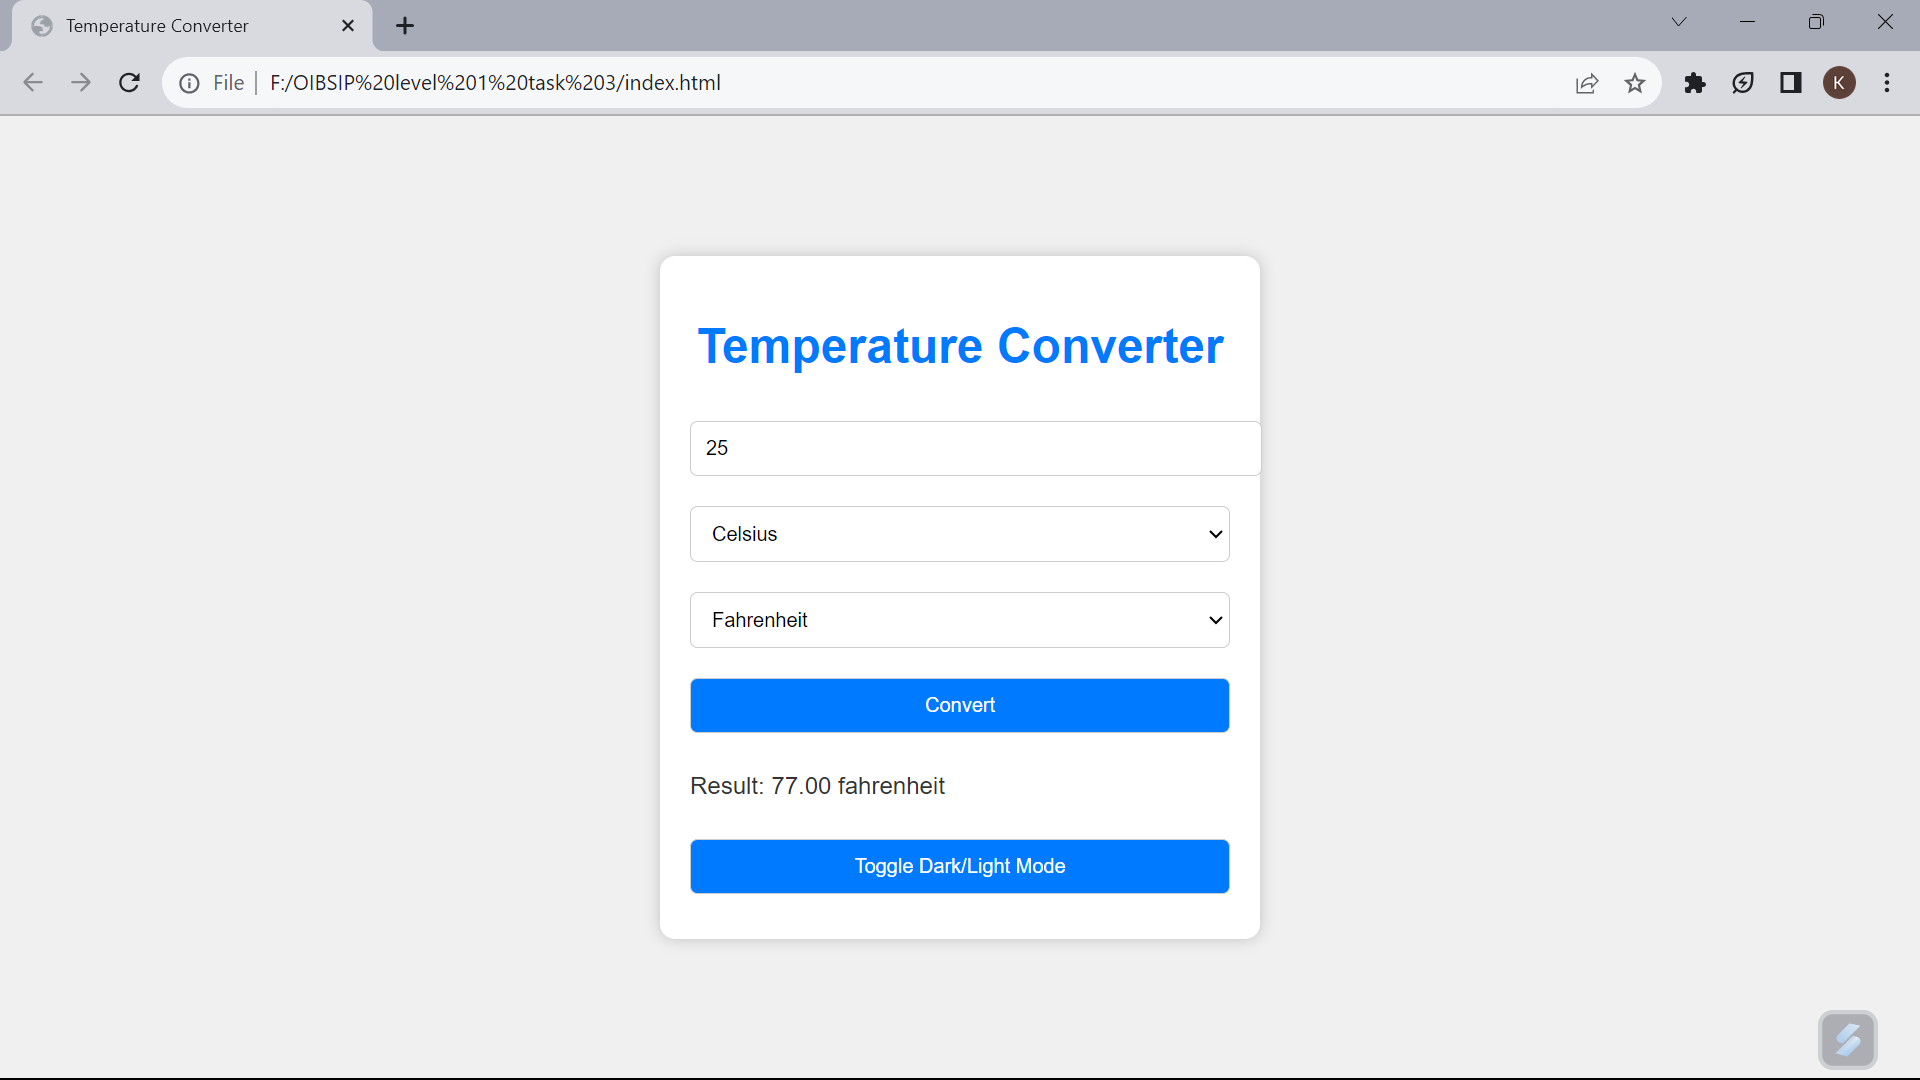 Temperature Converter
File F:/OIBSIP%20level%201%20task%203/index.html
K
Temperature Converter
25
Celsius
Fahrenheit
Convert
Result: 77.00 fahrenheit
Toggle Dark/Light Mode